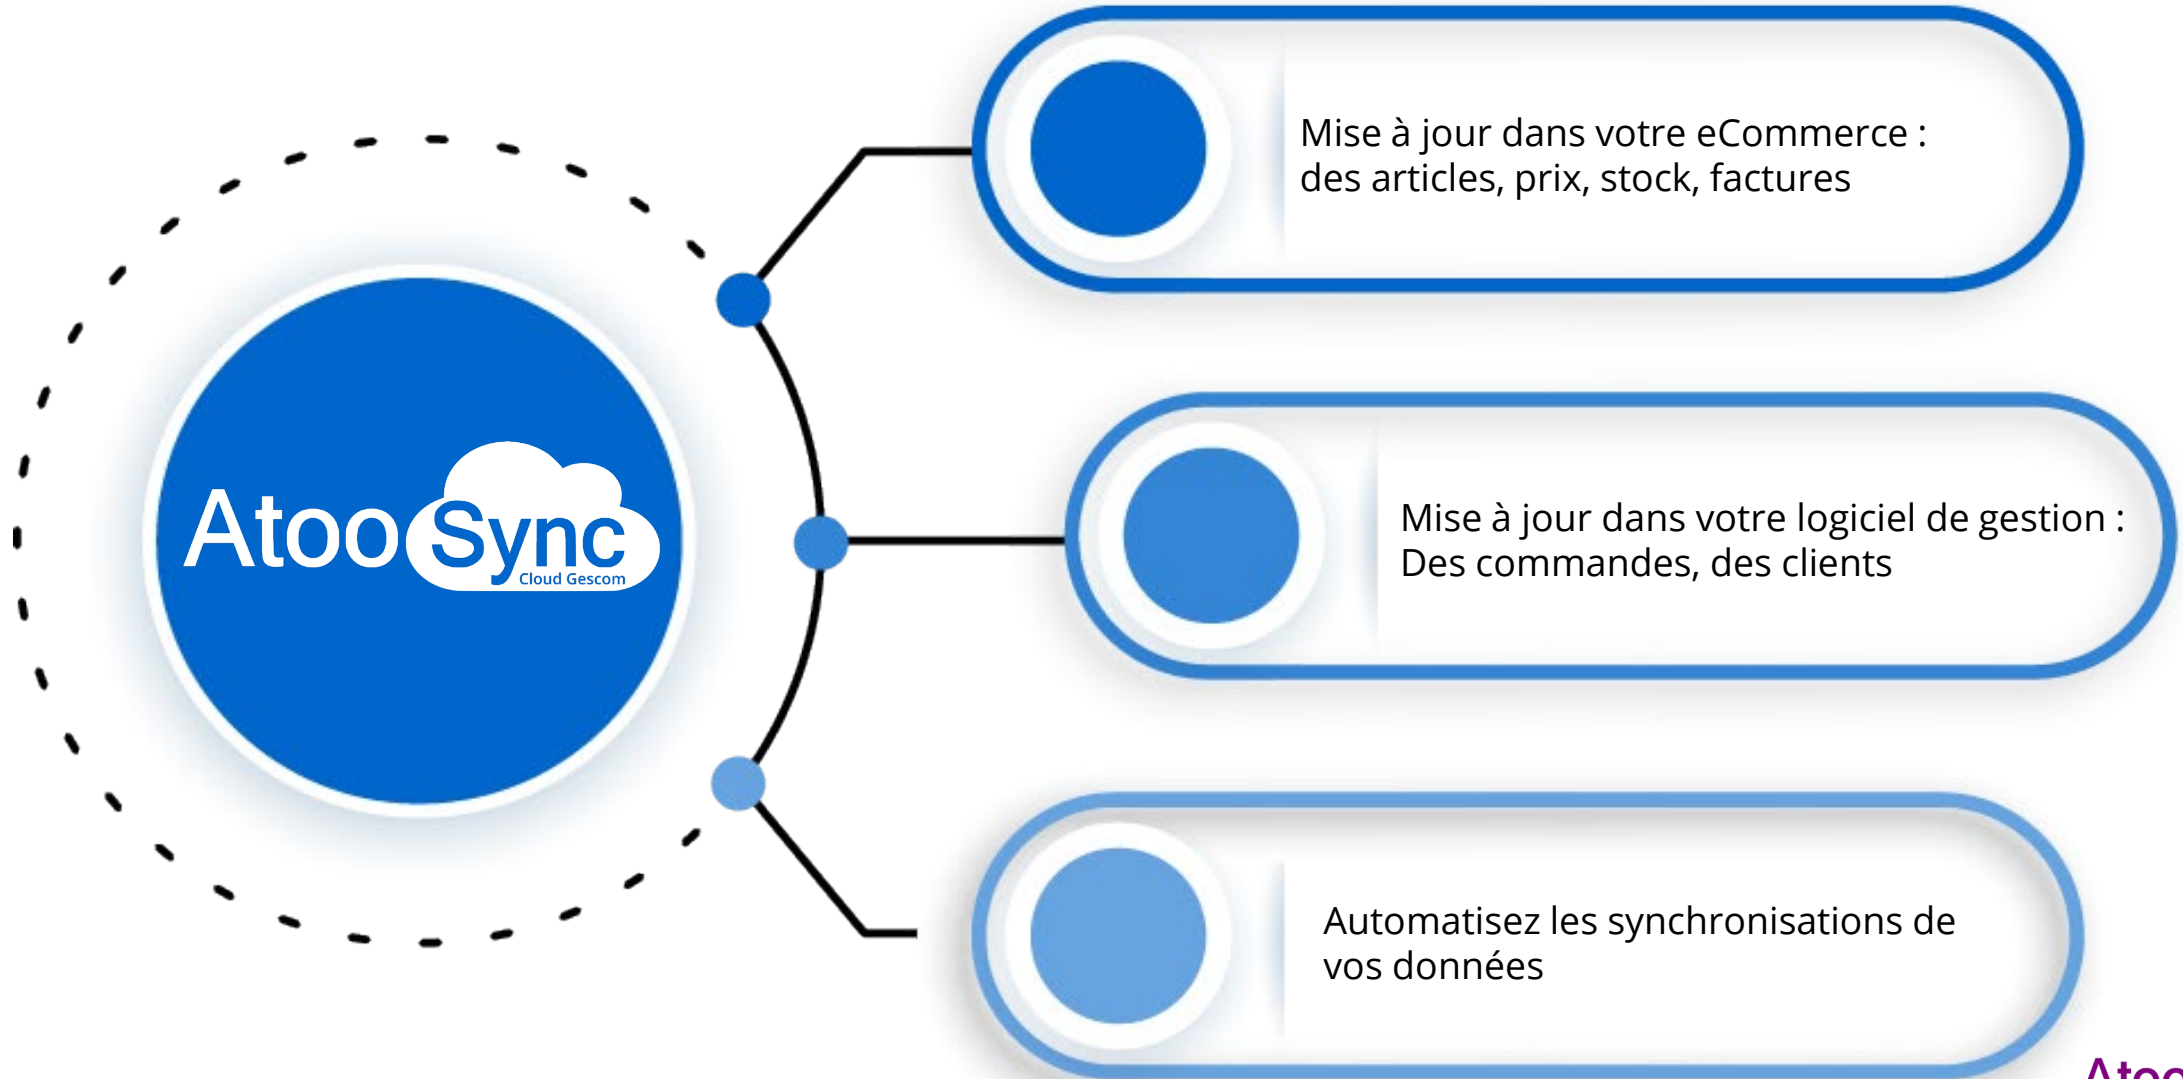 Atoo Sync
Cloud Gescom
Mise à jour dans votre eCommerce :
des articles, prix, stock, factures
Mise à jour dans votre logiciel de gestion :
Des commandes, des clients
Automatisez les synchronisations de
vos données